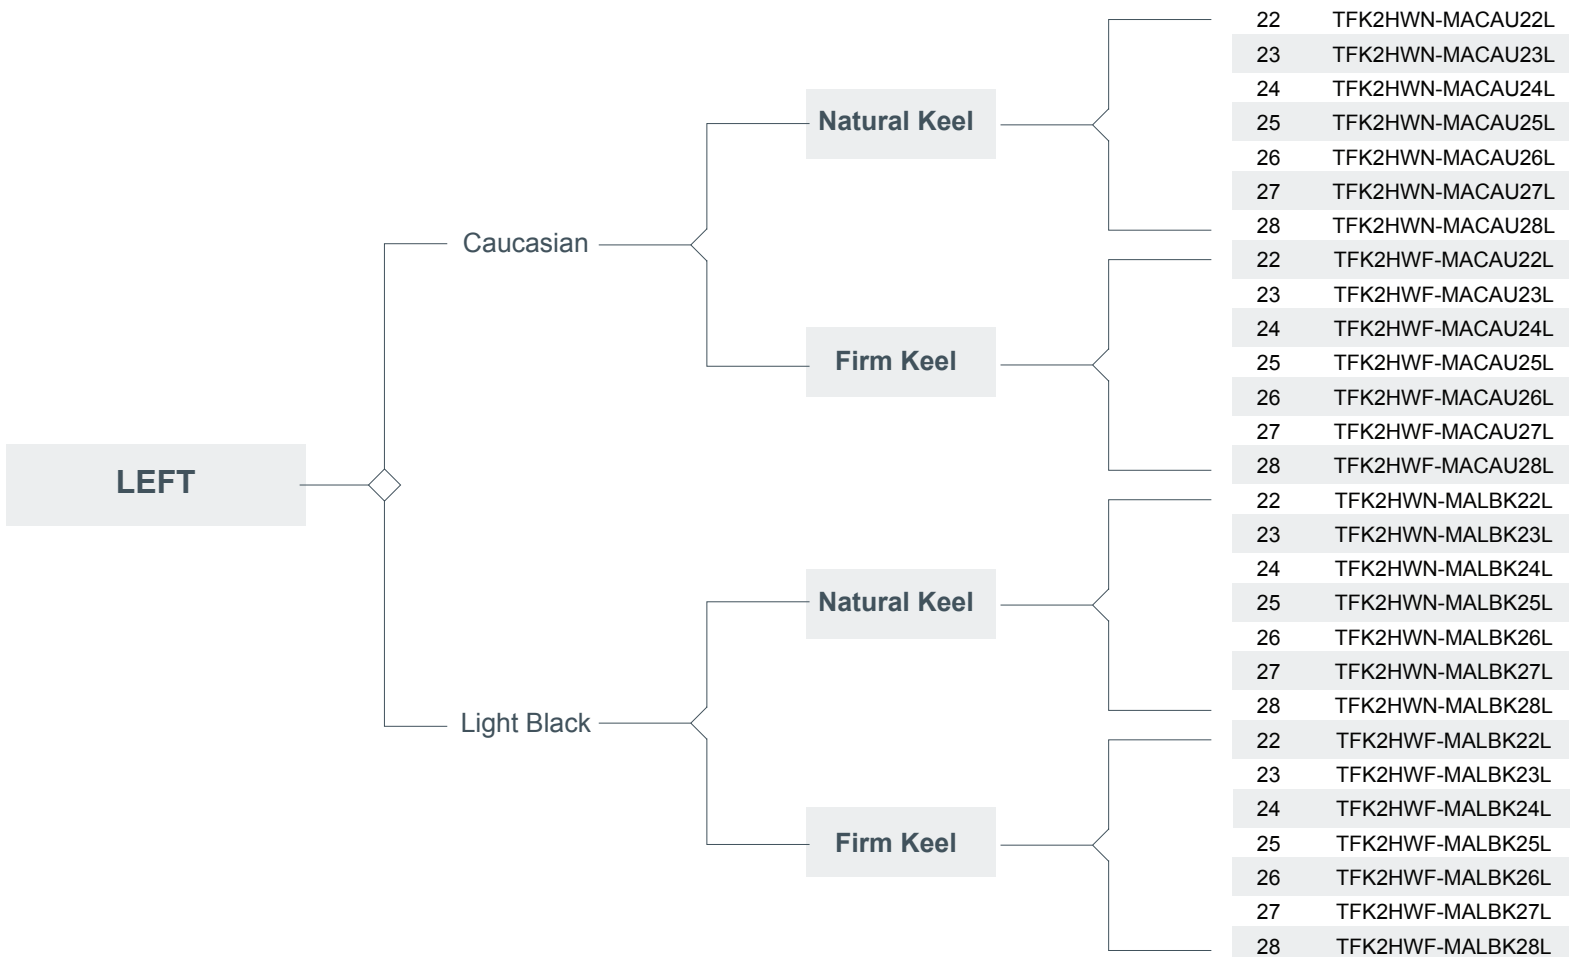 LEFT
Caucasian
Natural Keel
22 TFK2HWN-MACAU22L
23 TFK2HWN-MACAU23L
24 TFK2HWN-MACAU24L
25 TFK2HWN-MACAU25L
26 TFK2HWN-MACAU26L
27 TFK2HWN-MACAU27L
28 TFK2HWN-MACAU28L
Firm Keel
22 TFK2HWF-MACAU22L
23 TFK2HWF-MACAU23L
24 TFK2HWF-MACAU24L
25 TFK2HWF-MACAU25L
26 TFK2HWF-MACAU26L
27 TFK2HWF-MACAU27L
28 TFK2HWF-MACAU28L
Light Black
Natural Keel
22 TFK2HWN-MALBK22L
23 TFK2HWN-MALBK23L
24 TFK2HWN-MALBK24L
25 TFK2HWN-MALBK25L
26 TFK2HWN-MALBK26L
27 TFK2HWN-MALBK27L
28 TFK2HWN-MALBK28L
Firm Keel
22 TFK2HWF-MALBK22L
23 TFK2HWF-MALBK23L
24 TFK2HWF-MALBK24L
25 TFK2HWF-MALBK25L
26 TFK2HWF-MALBK26L
27 TFK2HWF-MALBK27L
28 TFK2HWF-MALBK28L